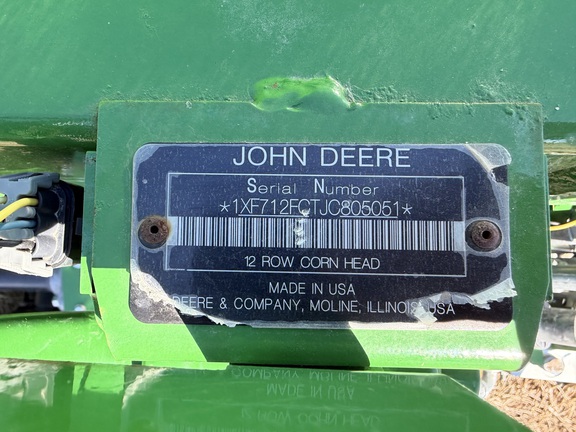 JOHN DEERE
Serial Number
*1XF712FCTJC805051*
12 ROW CORN HEAD
MADE IN USA
DEERE & COMPANY, MOLINE, ILLINOIS USA